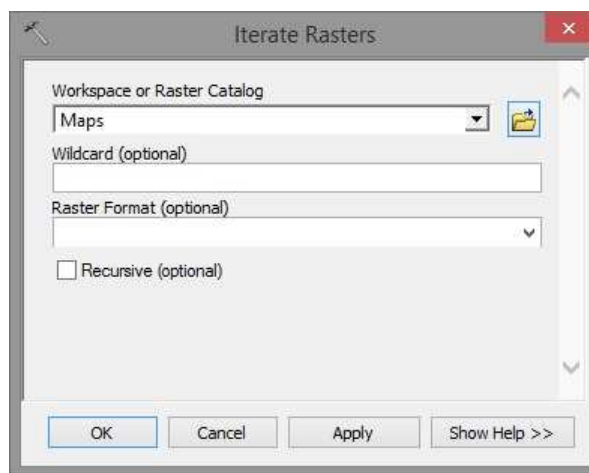 Iterate Rasters
Workspace or Raster Catalog
Maps
Wildcard (optional)
Raster Format (optional)
Recursive (optional)
OK Cancel Apply Show Help >>